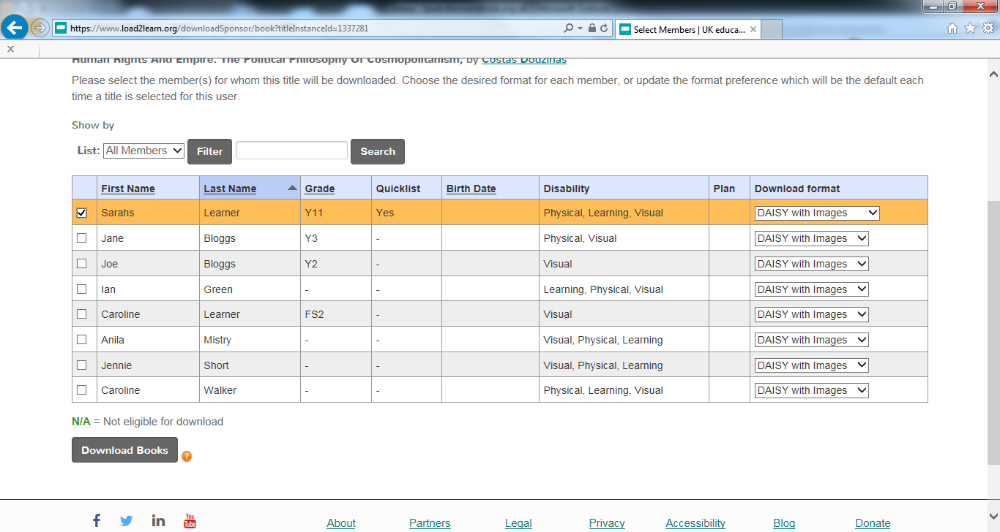 https://www.load2learn.org/downloadSponsor/book?titleInstanceId=1337281
Select Members | UK educa...
x
Human Rights And Empire: The Political Philosophy Of Cosmopolitanism, by Costas Douzinas
Please select the member(s) for whom this title will be downloaded. Choose the desired format for each member, or update the format preference which will be the default each
time a title is selected for this user.
Show by
List: All Members Filter Search
First Name Last Name Grade Quicklist Birth Date Disability Plan Download format
Sarahs Learner Y11 Yes Physical, Learning, Visual DAISY with Images
Jane Bloggs Y3 - Physical, Visual DAISY with Images
Joe Bloggs Y2 - Visual DAISY with Images
Ian Green - - Learning, Physical, Visual DAISY with Images
Caroline Learner FS2 - Visual DAISY with Images
Anila Mistry - - Visual, Physical, Learning DAISY with Images
Jennie Short - - Visual, Physical, Learning DAISY with Images
Caroline Walker - - Physical, Learning, Visual DAISY with Images
N/A = Not eligible for download
Download Books ?
f in You Tube About Partners Legal Privacy Accessibility Blog Donate